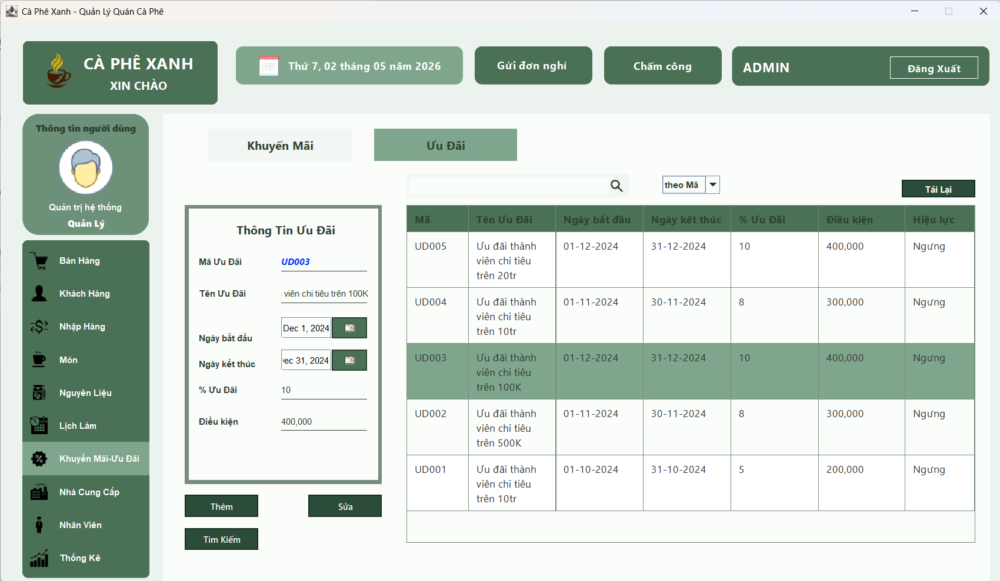 Cà Phê Xanh - Quản Lý Quán Cà Phê
CÀ PHÊ XANH
XIN CHÀO
Thứ 7, 02 tháng 05 năm 2026
Gửi đơn nghỉ
Chấm công
ADMIN
Đăng Xuất
Thông tin người dùng
Quản trị hệ thống
Quản Lý
Bán Hàng
Khách Hàng
Nhập Hàng
Món
Nguyên Liệu
Lịch Làm
Khuyến Mãi-Ưu Đãi
Nhà Cung Cấp
Nhân Viên
Thống Kê
Khuyến Mãi
Ưu Đãi
theo Mã
Tải Lại
Thông Tin Ưu Đãi
Mã Ưu Đãi UD003
Tên Ưu Đãi viên chi tiêu trên 100K
Ngày bắt đầu Dec 1, 2024
Ngày kết thúc Dec 31, 2024
% Ưu Đãi 10
Điều kiện 400,000
Thêm
Sửa
Tìm Kiếm
Mã Tên Ưu Đãi Ngày bắt đầu Ngày kết thúc % Ưu Đãi Điều kiện Hiệu lực
UD005 Ưu đãi thành 01-12-2024 31-12-2024 10 400,000 Ngưng
viên chi tiêu
trên 20tr
UD004 Ưu đãi thành 01-11-2024 30-11-2024 8 300,000 Ngưng
viên chi tiêu
trên 10tr
UD003 Ưu đãi thành 01-12-2024 31-12-2024 10 400,000 Ngưng
viên chi tiêu
trên 100K
UD002 Ưu đãi thành 01-11-2024 30-11-2024 8 300,000 Ngưng
viên chi tiêu
trên 500K
UD001 Ưu đãi thành 01-10-2024 31-10-2024 5 200,000 Ngưng
viên chi tiêu
trên 10tr